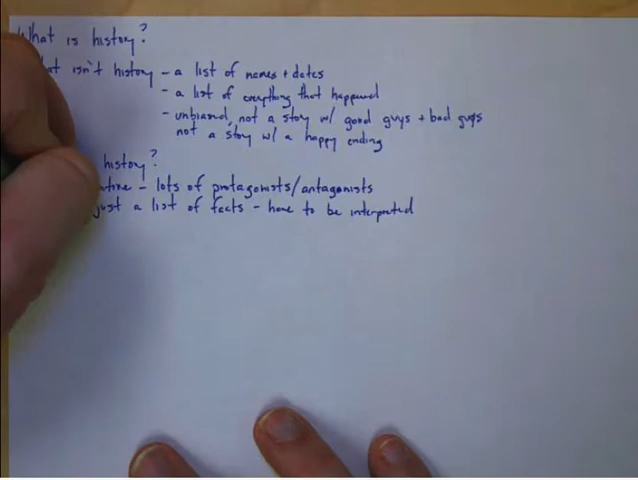 What is history?
isn't history - a list of names + dates
- a list of everything that happened
- unbiased, not a story w/ good guys + bad guys
not a story w/ a happy ending
history?
- lots of protagonists/antagonists
just a list of facts - have to be interpreted